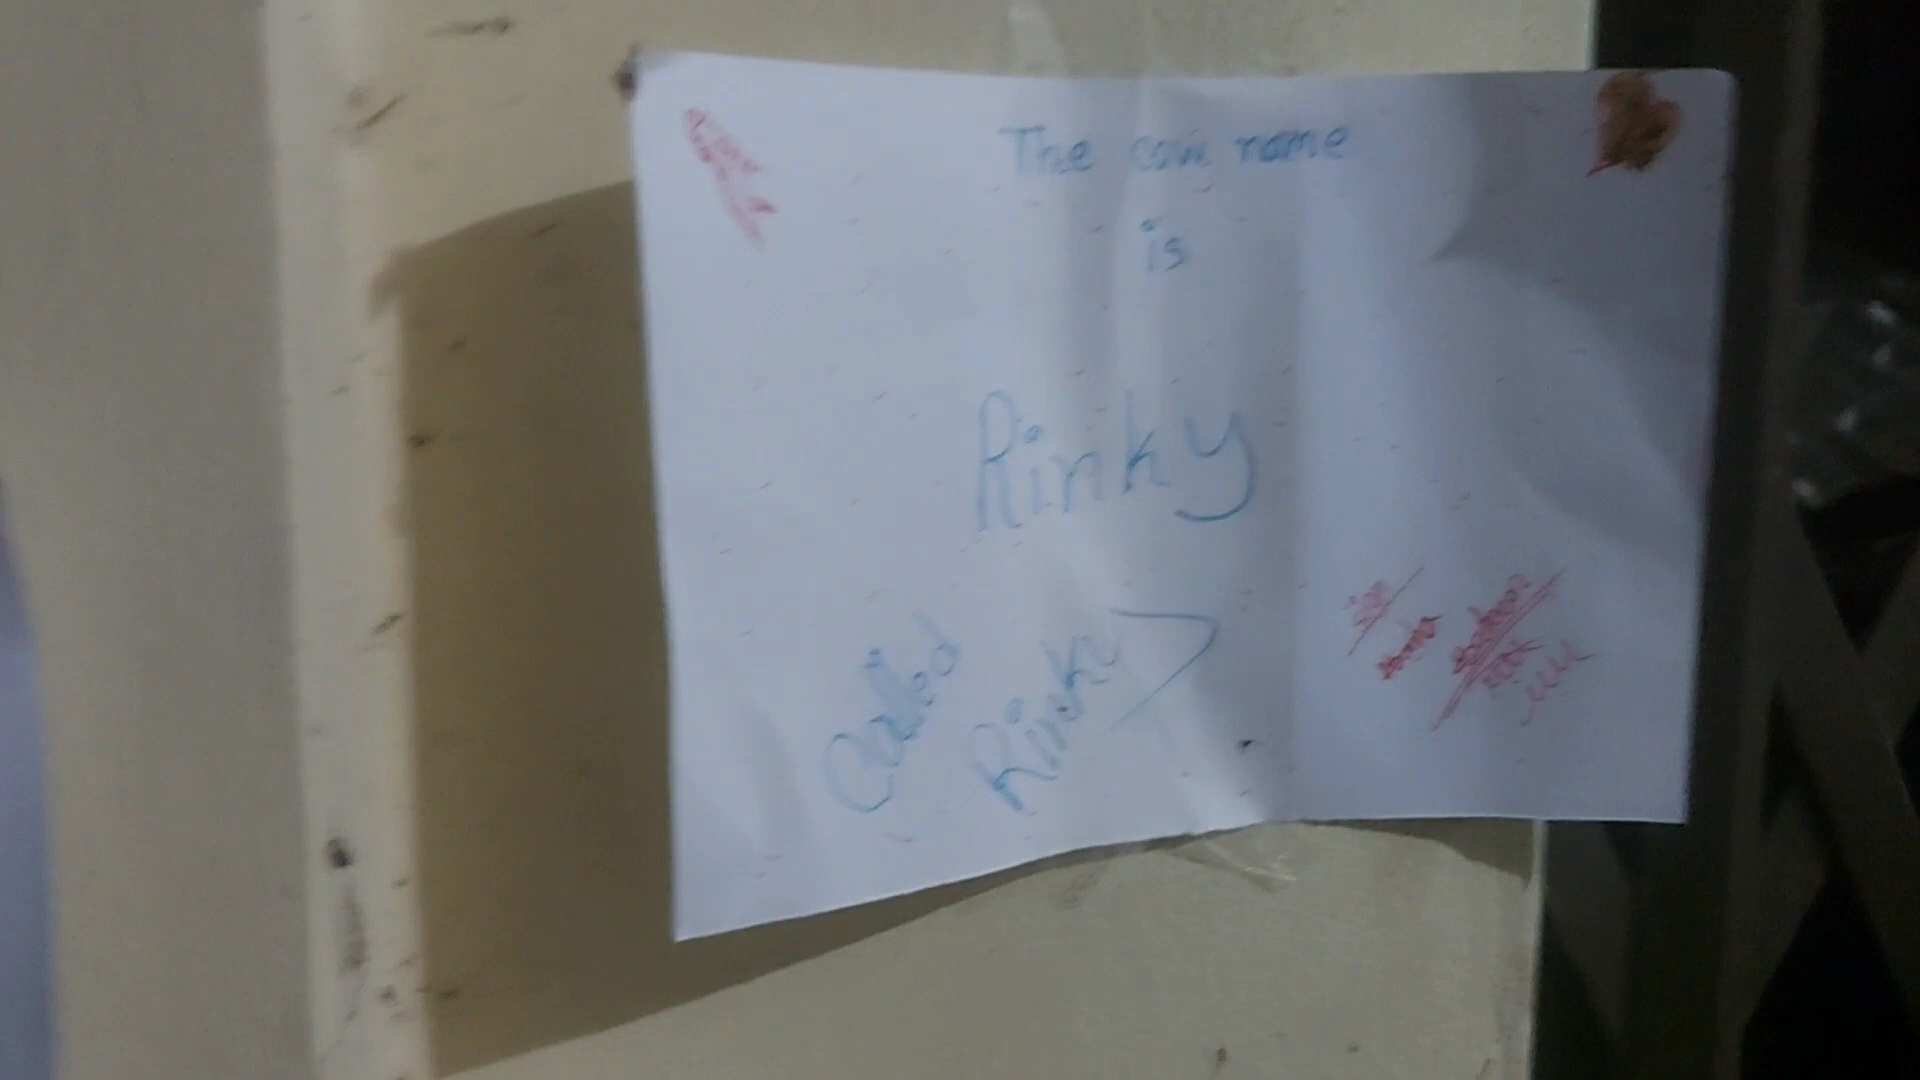 The cow name
is
Rinky
Called
Rinky